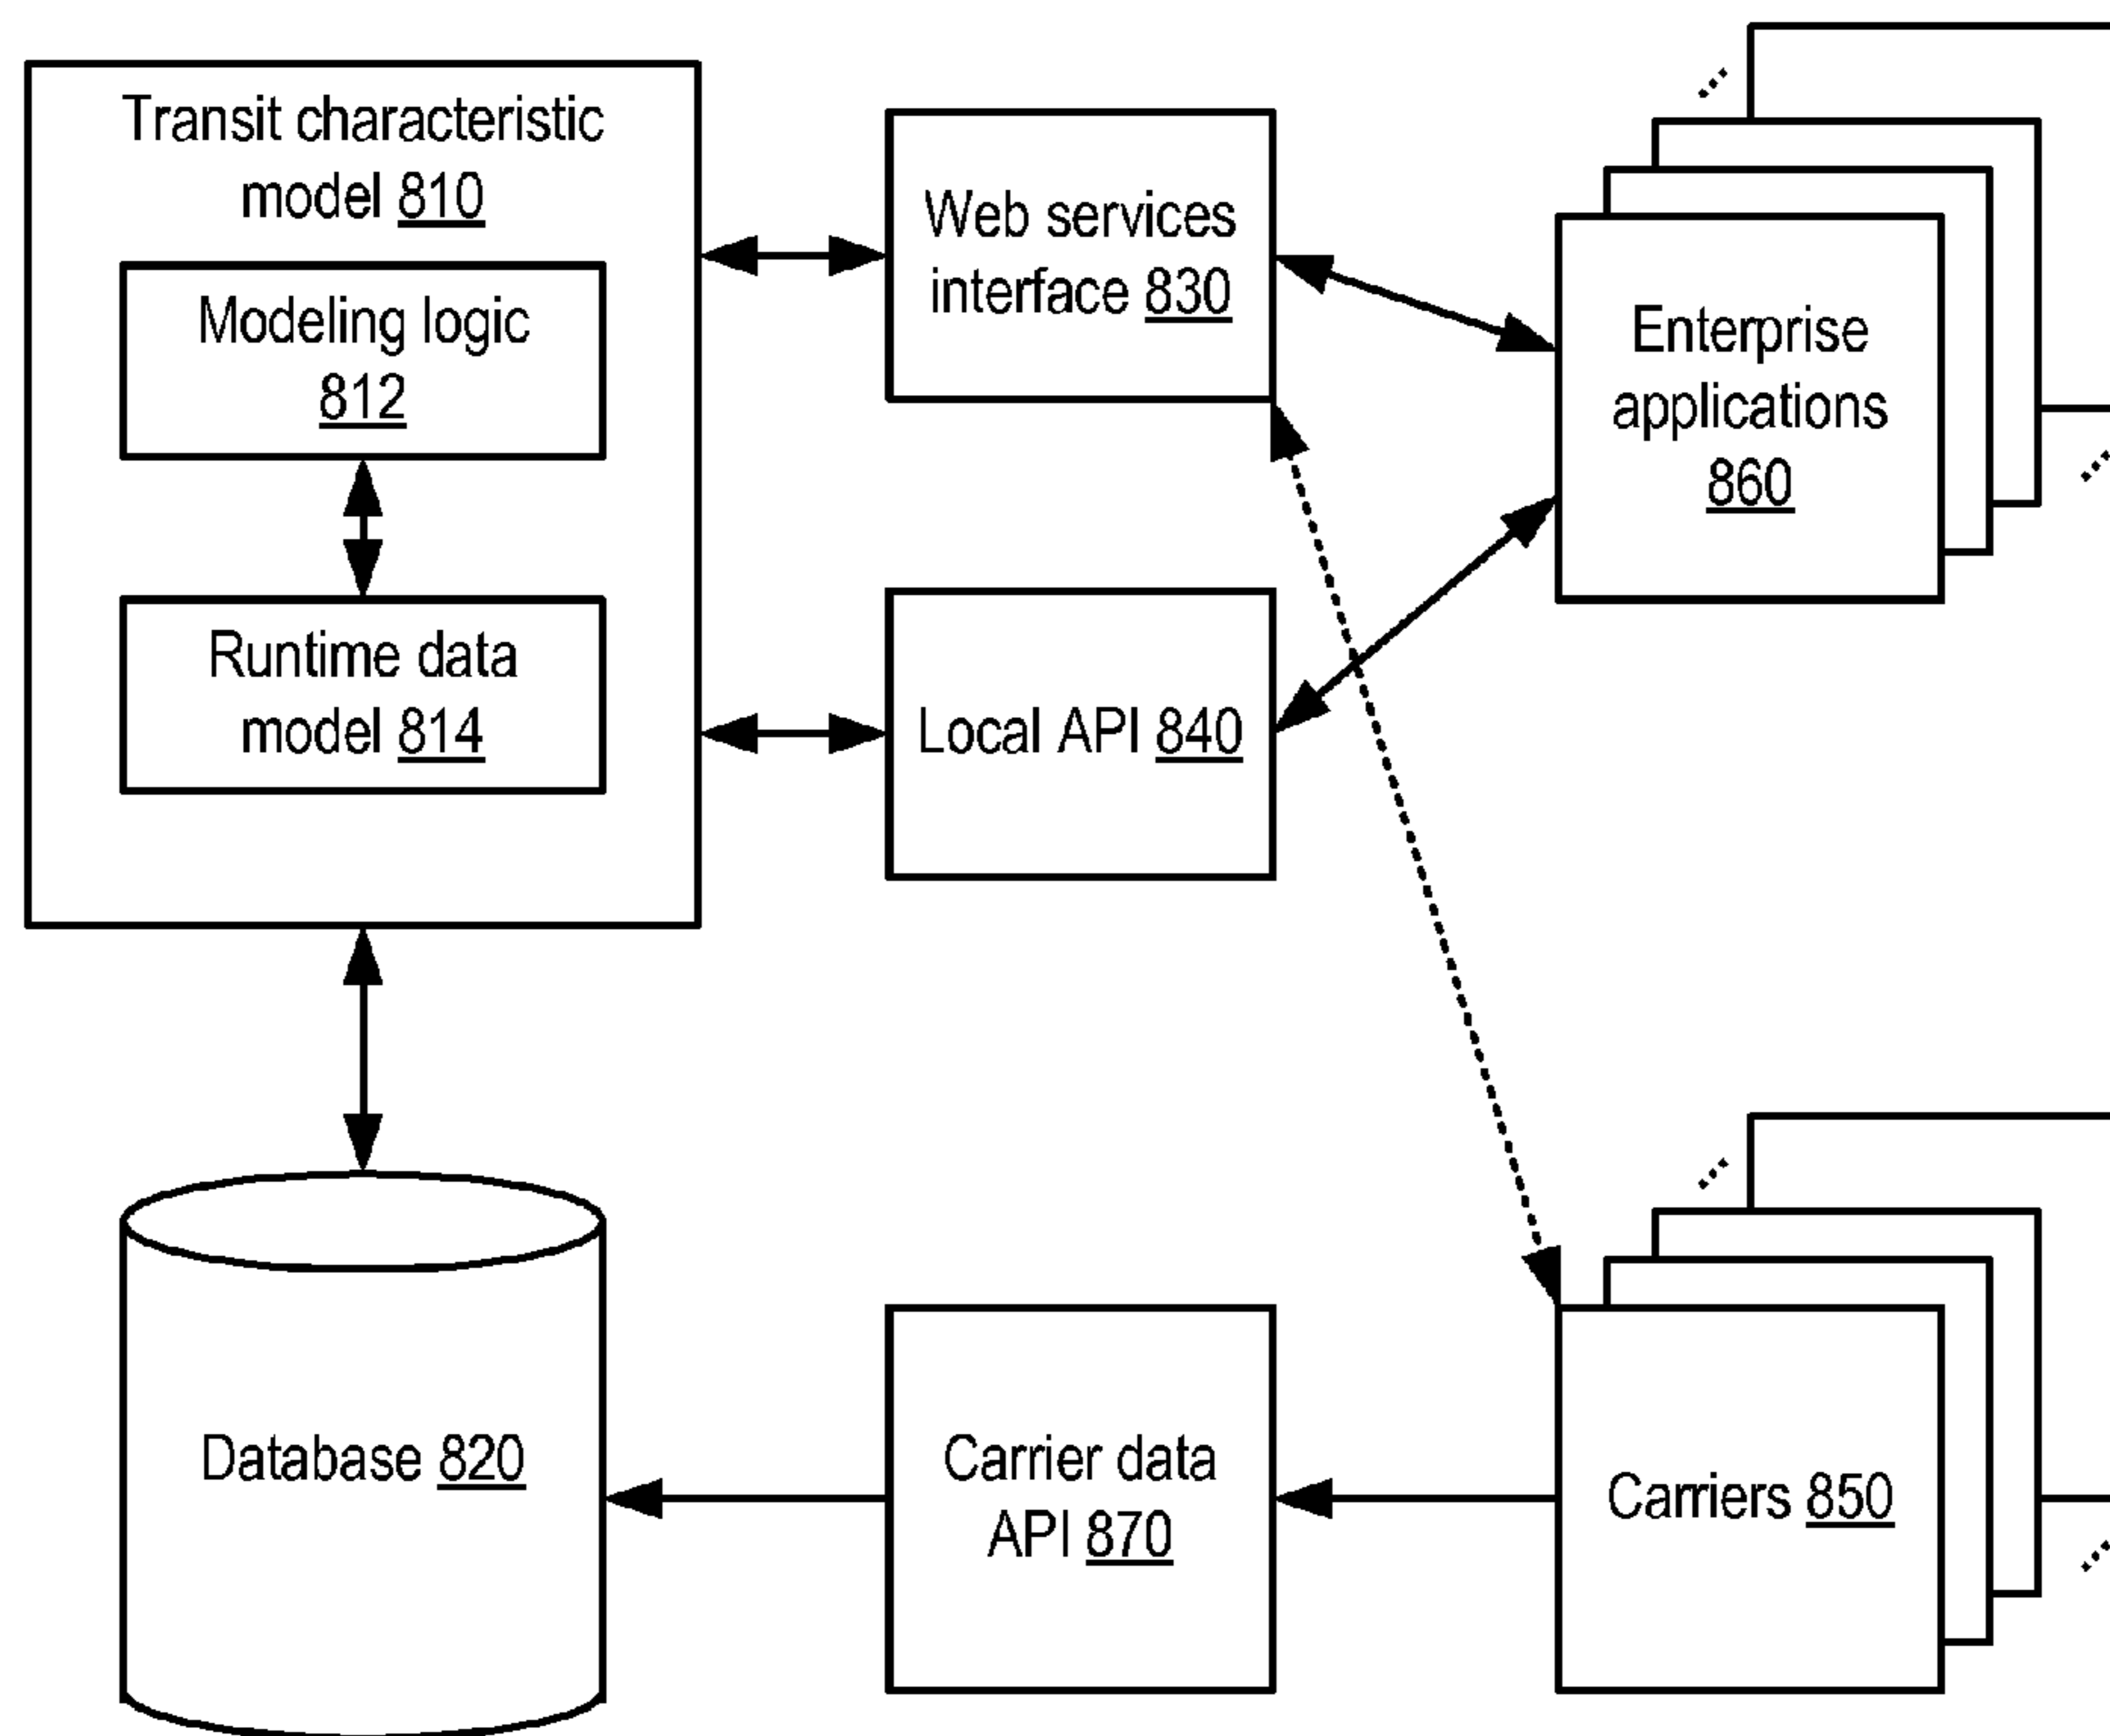 Transit characteristic
model 810
Modeling logic
812
Runtime data
model 814
Web services
interface 830
Local API 840
Enterprise
applications
860
Database 820
Carrier data
API 870
Carriers 850